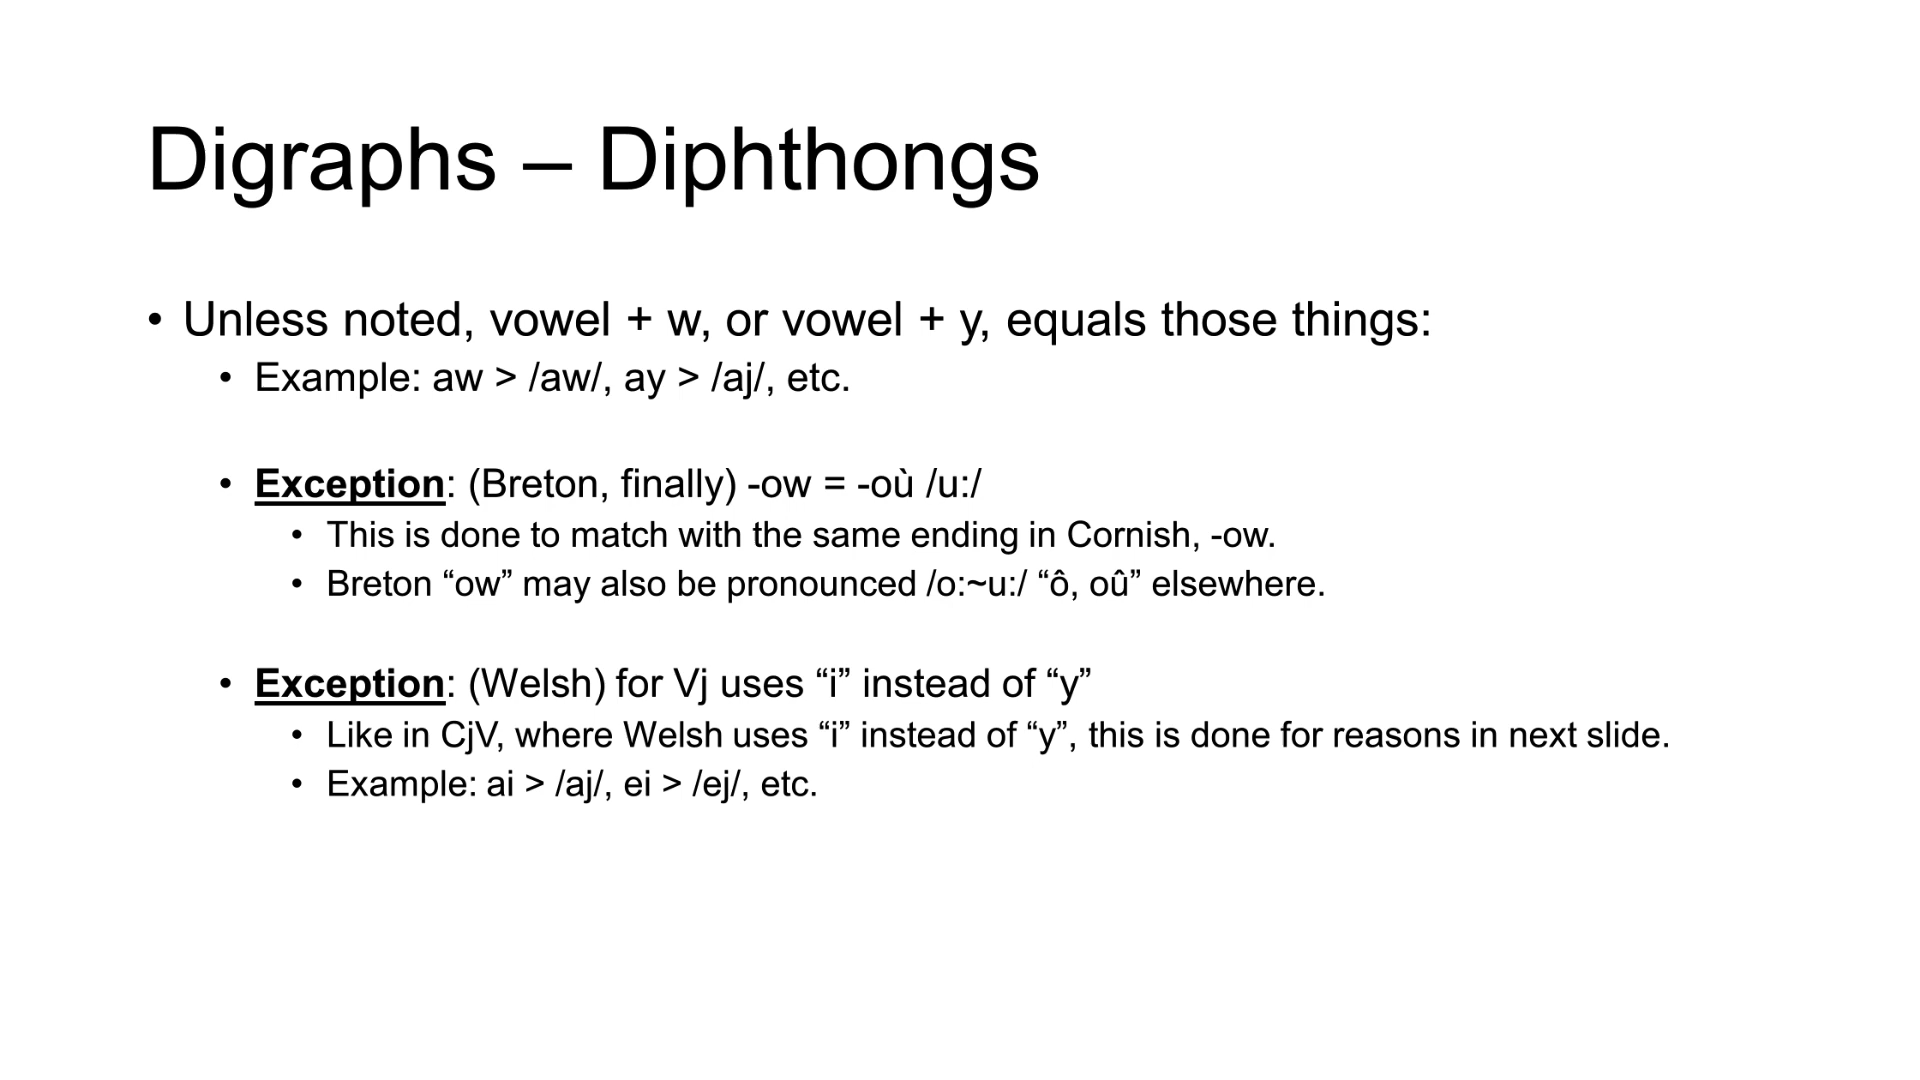 Digraphs – Diphthongs
• Unless noted, vowel + w, or vowel + y, equals those things:
• Example: aw > /aw/, ay > /aj/, etc.
• Exception: (Breton, finally) -ow = -où /u:/
• This is done to match with the same ending in Cornish, -ow.
• Breton “ow” may also be pronounced /o:~u:/ “ô, oû” elsewhere.
• Exception: (Welsh) for Vj uses “i” instead of “y”
• Like in CjV, where Welsh uses “i” instead of “y”, this is done for reasons in next slide.
• Example: ai > /aj/, ei > /ej/, etc.